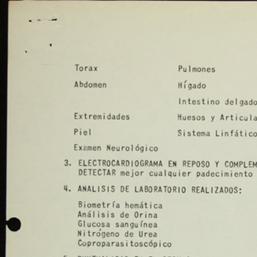 Torax Pulmones
Abdomen Hígado
Intestino delgado
Extremidades Huesos y Articula
Piel Sistema Linfático
Examen Neurológico
3. ELECTROCARDIOGRAMA EN REPOSO Y COMPLEM
DETECTAR mejor cualquier padecimiento
4. ANALISIS DE LABORATORIO REALIZADOS:
Biometría hemática
Análisis de Orina
Glucosa sanguínea
Nitrógeno de Urea
Coproparasitoscópico